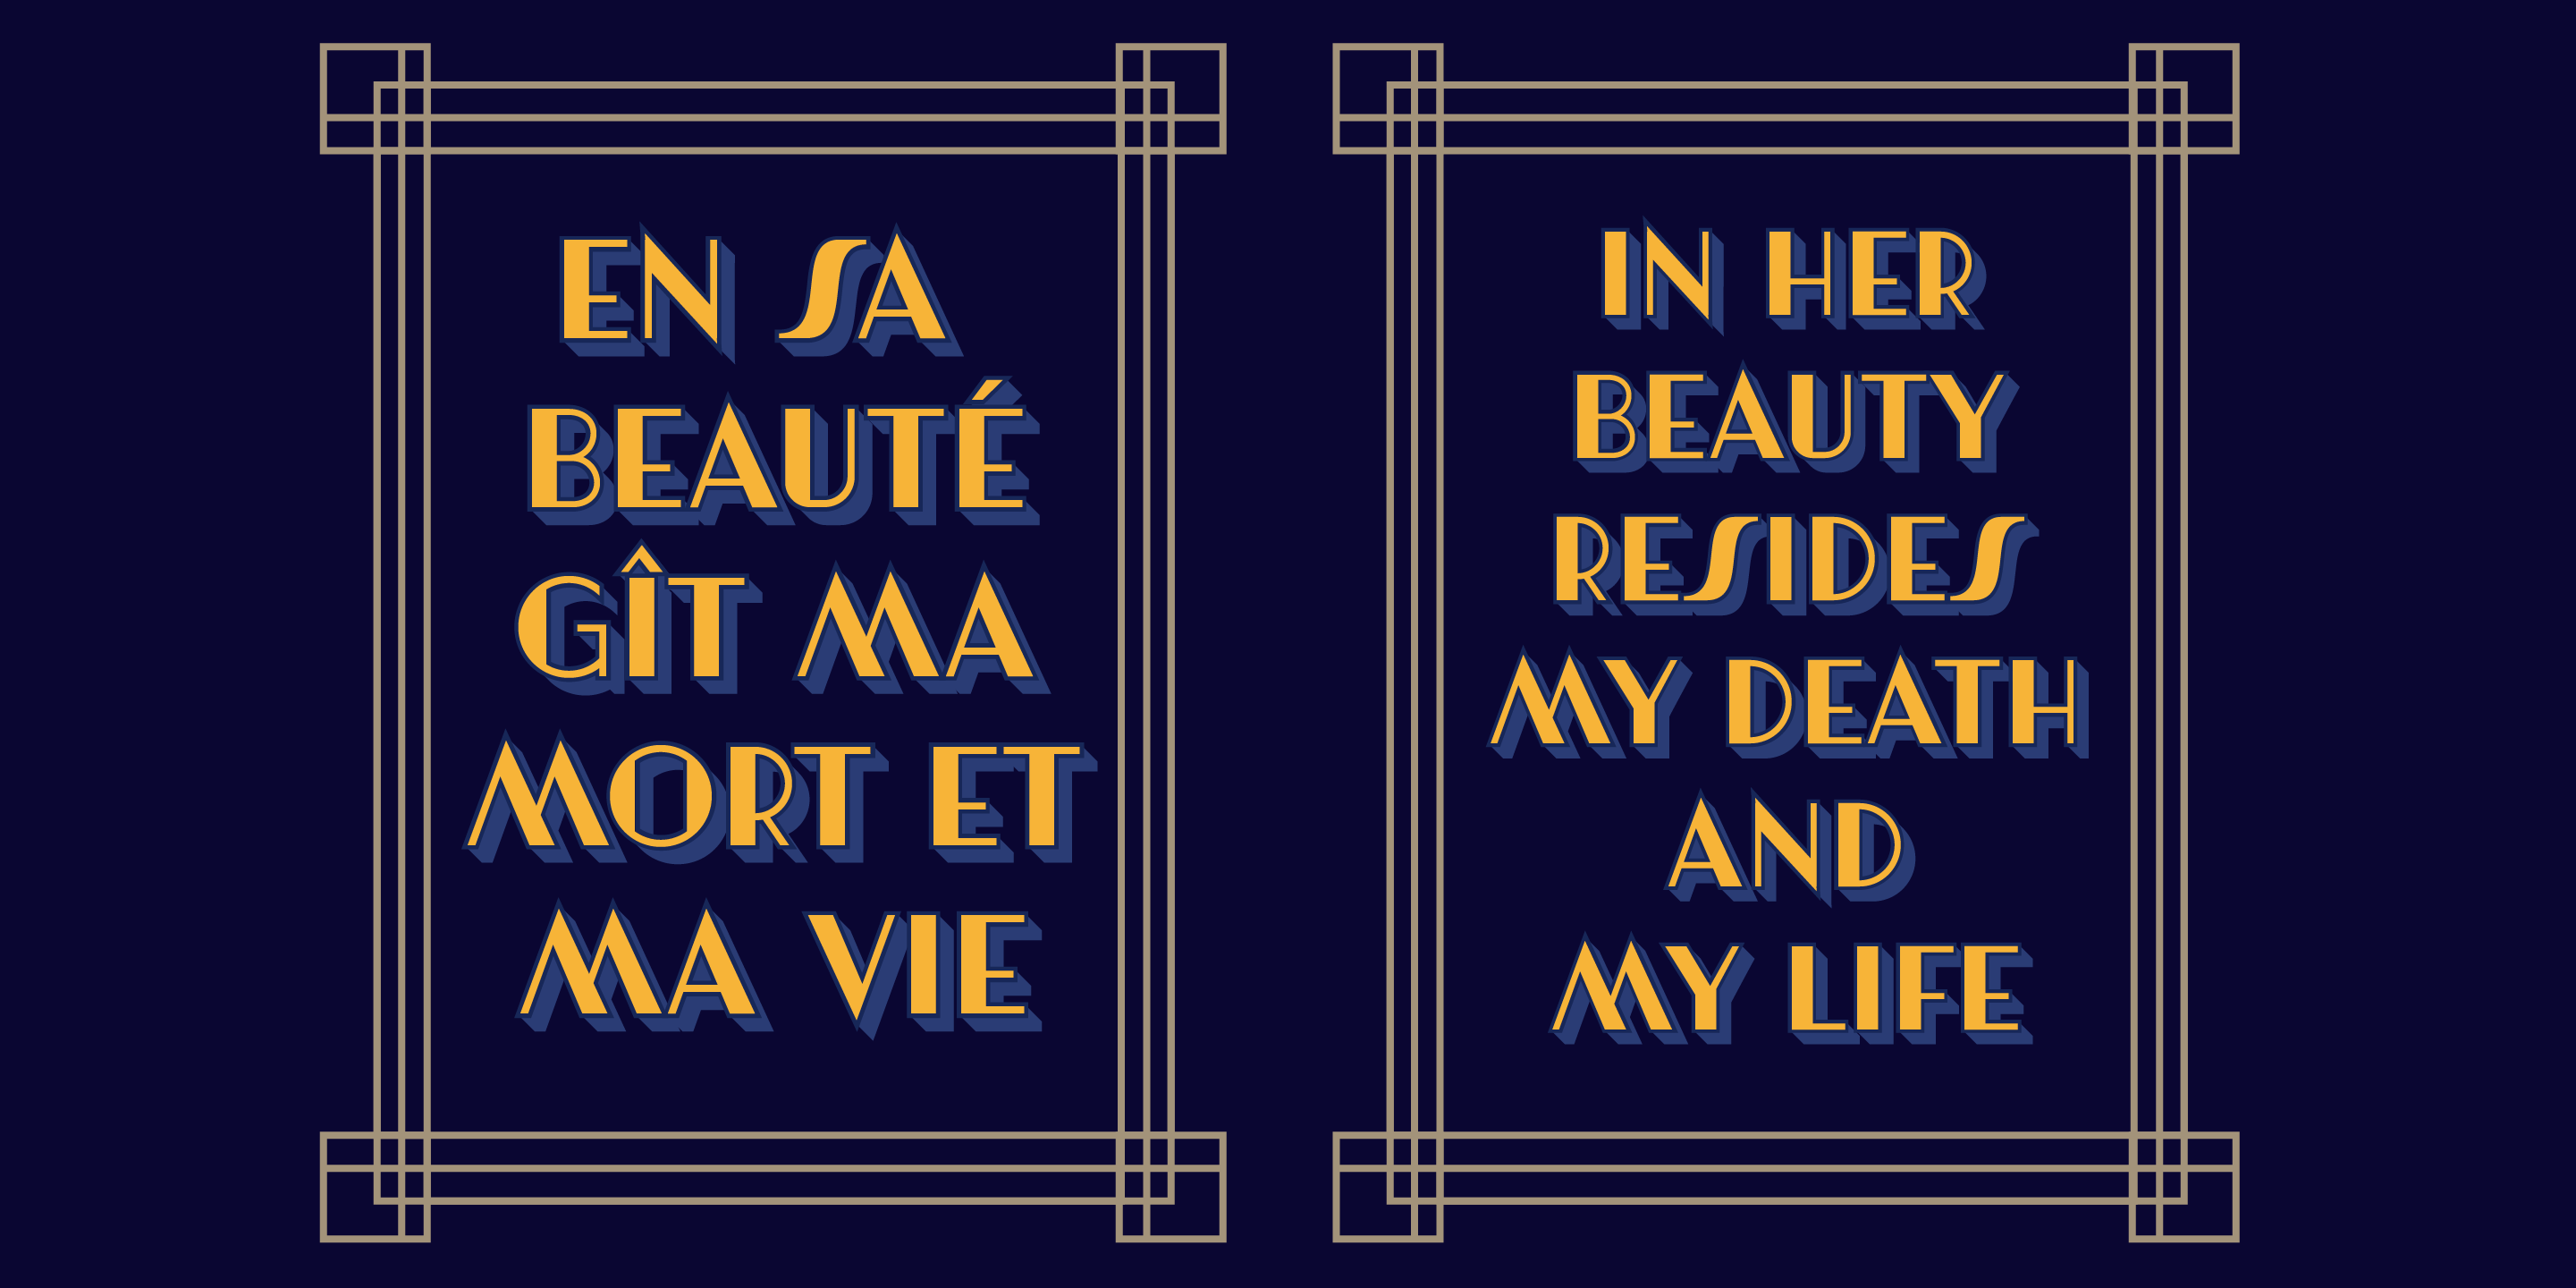 EN SA
BEAUTÉ
GÎT MA
MORT ET
MA VIE
IN HER
BEAUTY
RESIDES
MY DEATH
AND
MY LIFE